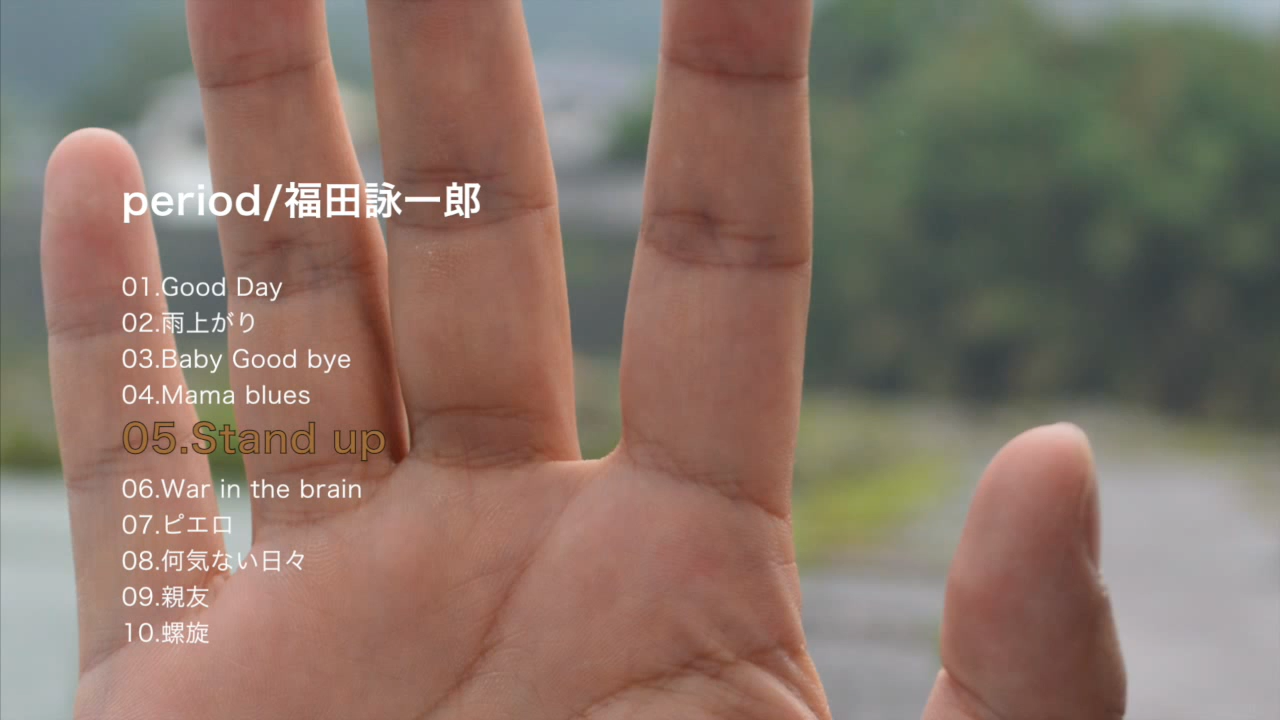 period/福田詠一郎
01.Good Day
02.雨上がり
03.Baby Good bye
04.Mama blues
05.Stand up
06.War in the brain
07.ピエロ
08.何気ない日々
09.親友
10.螺旋